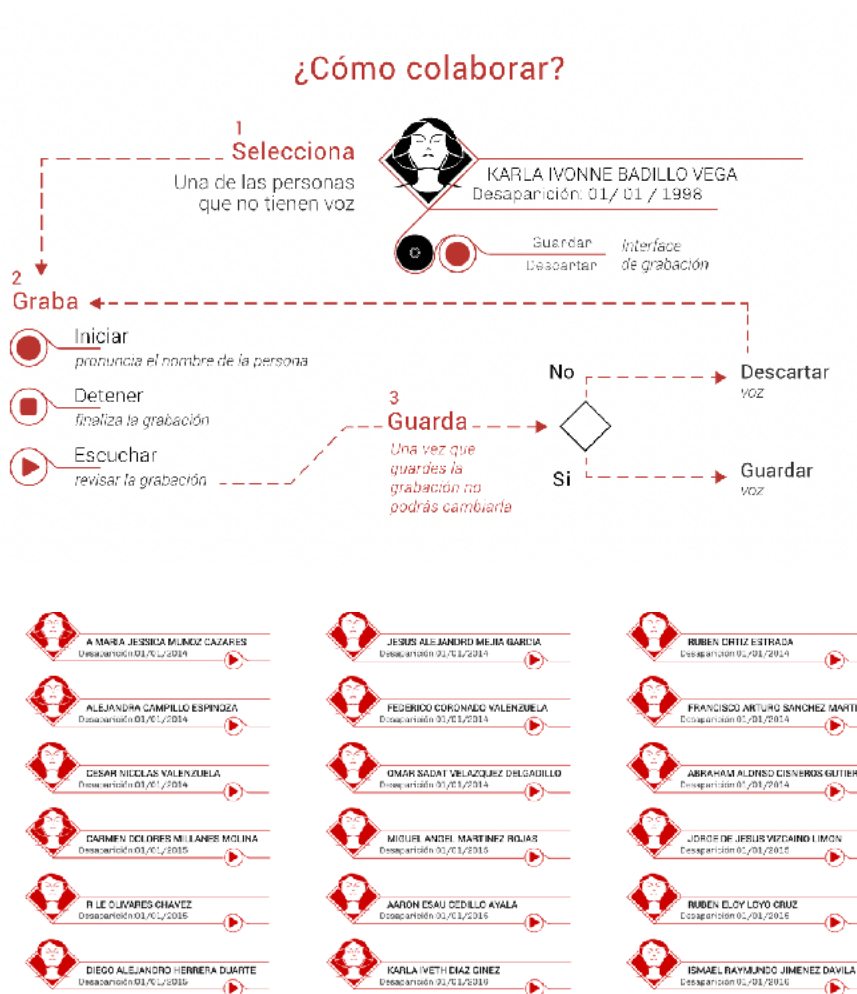 ¿Cómo colaborar?
1
Selecciona
Una de las personas
que no tienen voz
KARLA IVONNE BADILLO VEGA
Desaparición: 01/ 01 / 1998
Guardar
Descartar
interface
de grabación
2
Graba
Iniciar
pronuncia el nombre de la persona
Detener
finaliza la grabación
Escuchar
revisar la grabación
3
Guarda
Una vez que
guardes la
grabación no
podrás cambiarla
No
Si
Descartar
voz
Guardar
voz
A MARIA JESSICA MUNOZ CAZARES
Desaparición:01/01/2014
JESUS ALEJANDRO MEJIA GARCIA
Desaparición:01/01/2014
RUBEN ORTIZ ESTRADA
Desaparición:01/01/2014
ALEJANDRA CAMPILLO ESPINOZA
Desaparición:01/01/2014
FEDERICO CORONADO VALENZUELA
Desaparición:01/01/2014
FRANCISCO ARTURO SANCHEZ MARTI
Desaparición:01/01/2014
CESAR NICOLAS VALENZUELA
Desaparición:01/01/2014
OMAR SADAT VELAZQUEZ DELGADILLO
Desaparición:01/01/2014
ABRAHAM ALONSO CISNEROS GUTIER
Desaparición:01/01/2014
CARMEN DOLORES MILLANES MOLINA
Desaparición:01/01/2015
MIGUEL ANGEL MARTINEZ ROJAS
Desaparición:01/01/2015
JORGE DE JESUS VIZCAINO LIMON
Desaparición:01/01/2015
R LE OLIVARES CHAVEZ
Desaparición:01/01/2015
AARON ESAU CEDILLO AYALA
Desaparición:01/01/2015
RUBEN ELOY LOYO CRUZ
Desaparición:01/01/2015
DIEGO ALEJANDRO HERRERA DUARTE
Desaparición:01/01/2015
KARLA IVETH DIAZ GINEZ
Desaparición:01/01/2016
ISMAEL RAYMUNDO JIMENEZ DAVILA
Desaparición:01/01/2016